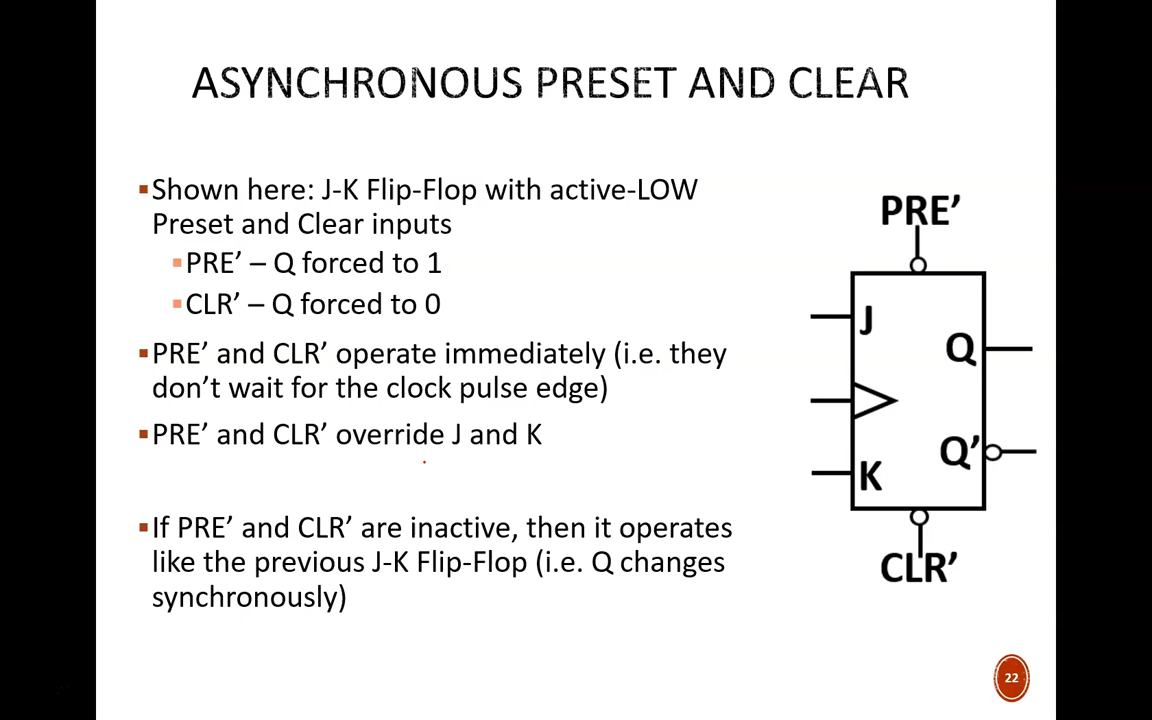 ASYNCHRONOUS PRESET AND CLEAR
▪Shown here: J-K Flip-Flop with active-LOW
Preset and Clear inputs
▪PRE’ – Q forced to 1
▪CLR’ – Q forced to 0
▪PRE’ and CLR’ operate immediately (i.e. they
don’t wait for the clock pulse edge)
▪PRE’ and CLR’ override J and K
▪If PRE’ and CLR’ are inactive, then it operates
like the previous J-K Flip-Flop (i.e. Q changes
synchronously)
PRE’
J
Q
Q’
K
CLR’
22